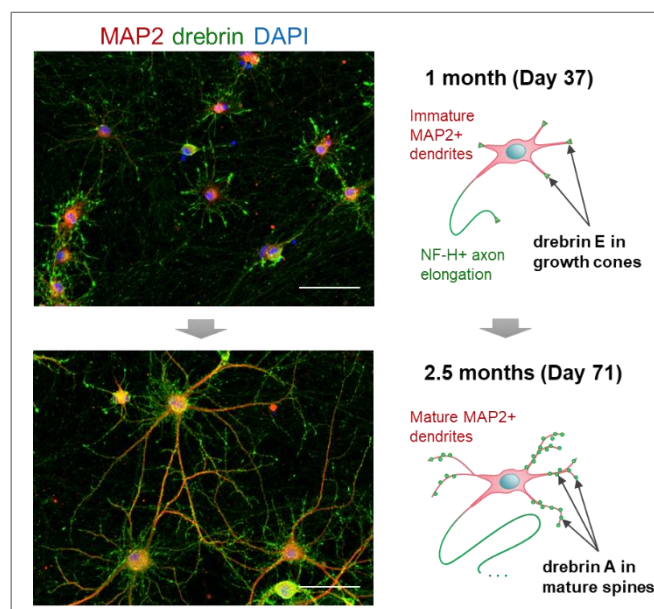 MAP2 drebrin DAPI
1 month (Day 37)
Immature
MAP2+
dendrites
NF-H+ axon
elongation
drebrin E in
growth cones
2.5 months (Day 71)
Mature MAP2+
dendrites
drebrin A in
mature spines